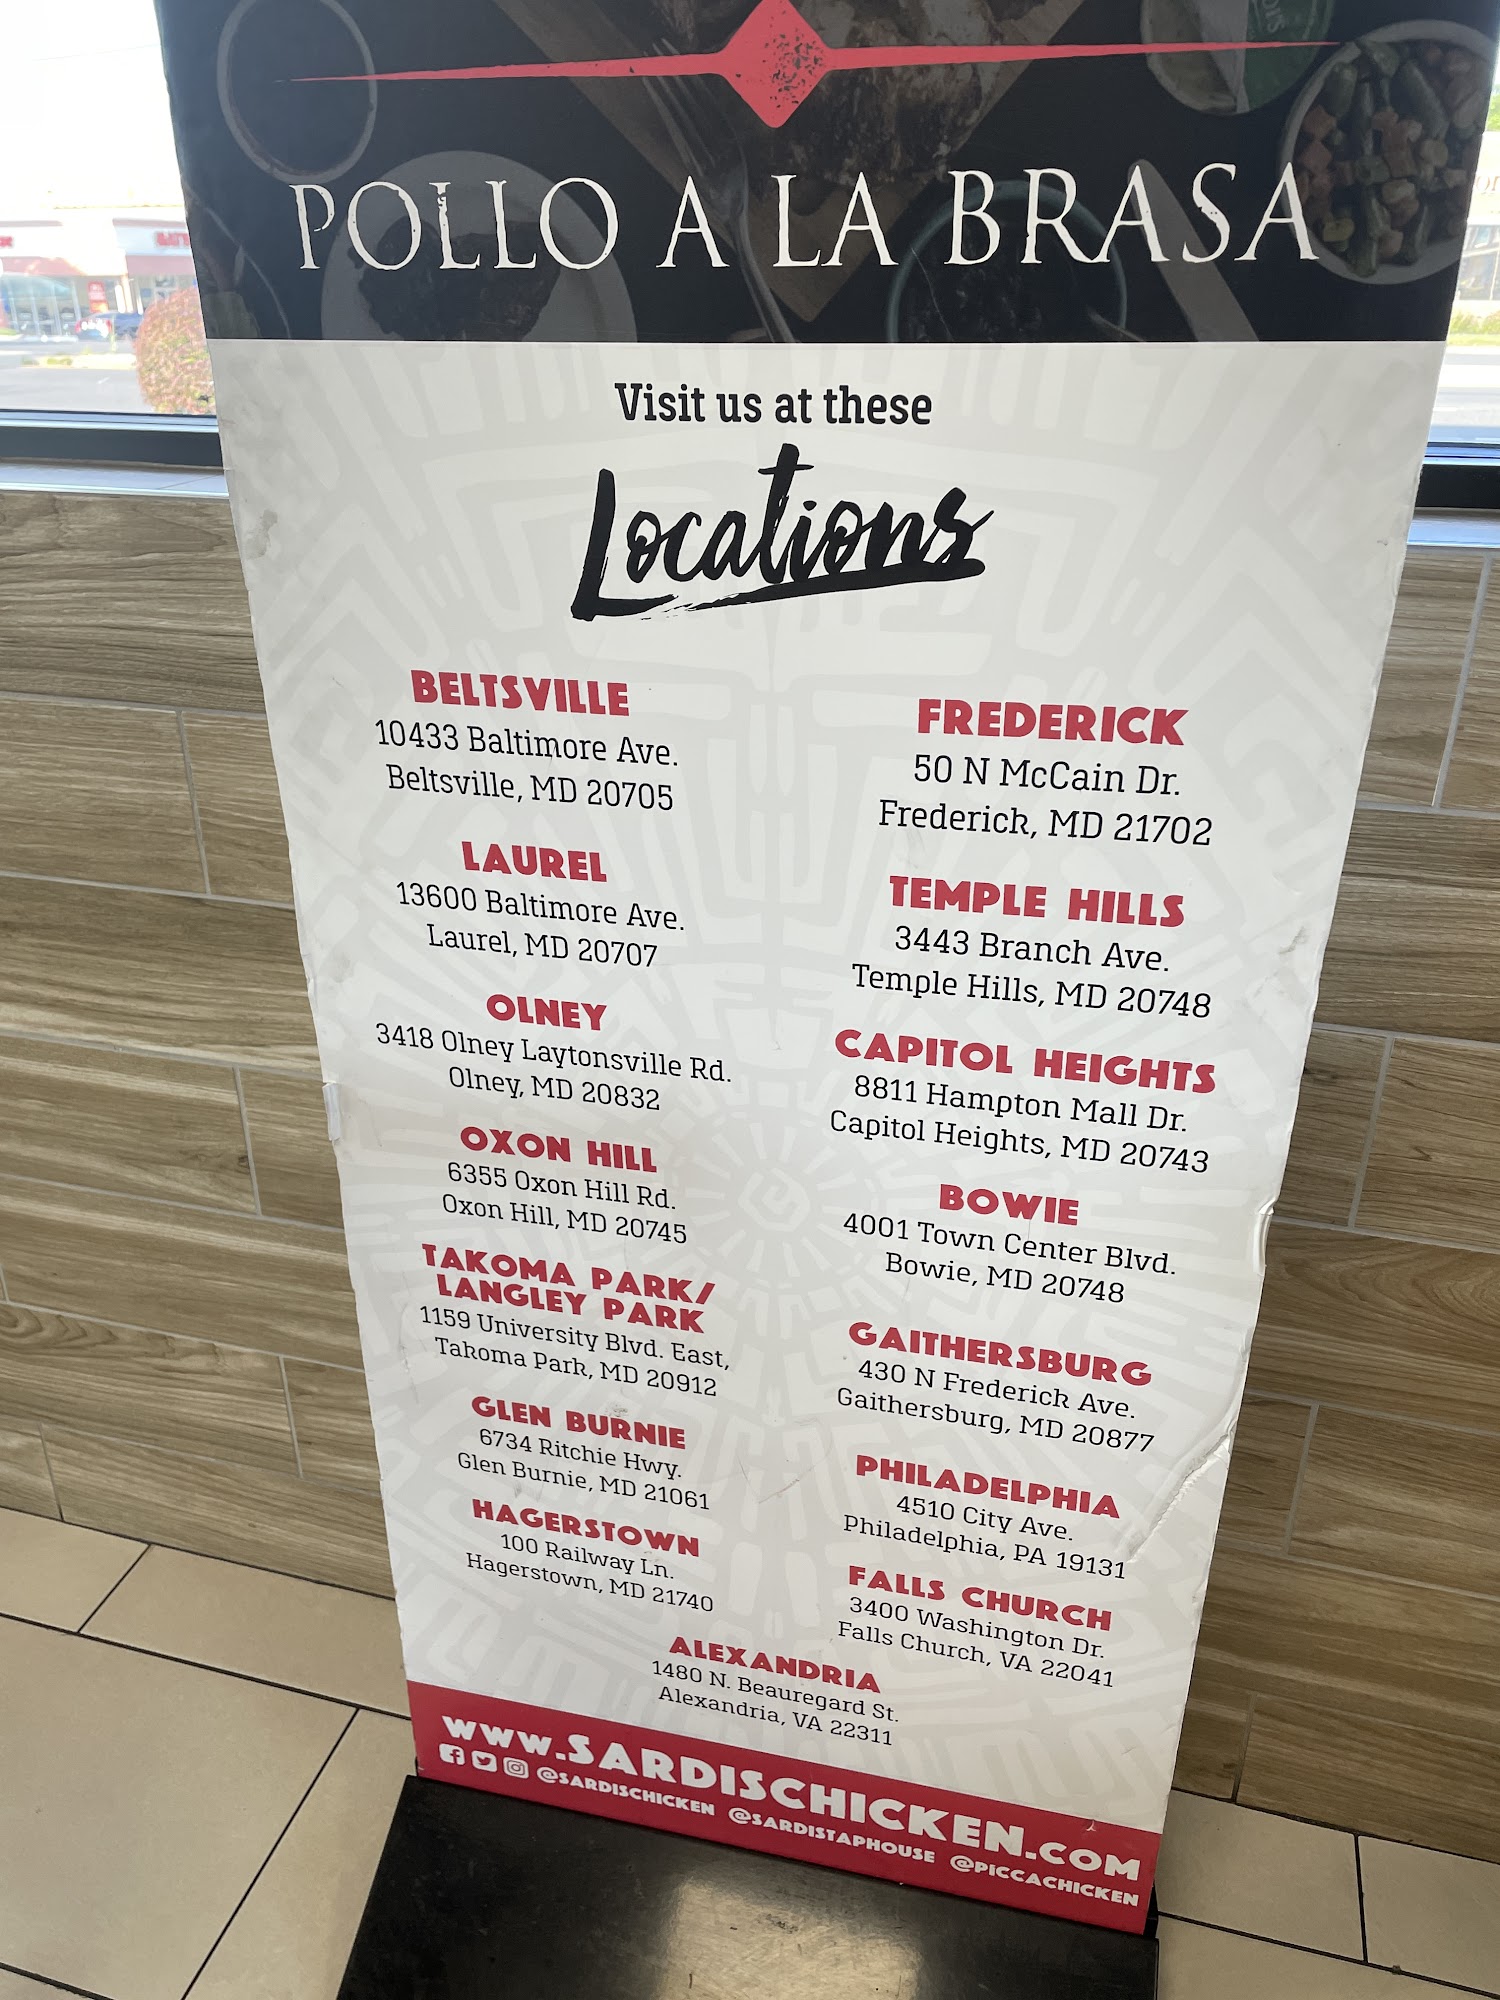 POLLO A LA BRASA
Visit us at these
Locations
BELTSVILLE
10433 Baltimore Ave.
Beltsville, MD 20705
LAUREL
13600 Baltimore Ave.
Laurel, MD 20707
OLNEY
3418 Olney Laytonsville Rd.
Olney, MD 20832
OXON HILL
6355 Oxon Hill Rd.
Oxon Hill, MD 20745
TAKOMA PARK/
LANGLEY PARK
1159 University Blvd. East,
Takoma Park, MD 20912
GLEN BURNIE
6734 Ritchie Hwy.
Glen Burnie, MD 21061
HAGERSTOWN
100 Railway Ln.
Hagerstown, MD 21740
FREDERICK
50 N McCain Dr.
Frederick, MD 21702
TEMPLE HILLS
3443 Branch Ave.
Temple Hills, MD 20748
CAPITOL HEIGHTS
8811 Hampton Mall Dr.
Capitol Heights, MD 20743
BOWIE
4001 Town Center Blvd.
Bowie, MD 20748
GAITHERSBURG
430 N Frederick Ave.
Gaithersburg, MD 20877
PHILADELPHIA
4510 City Ave.
Philadelphia, PA 19131
FALLS CHURCH
3400 Washington Dr.
Falls Church, VA 22041
ALEXANDRIA
1480 N. Beauregard St.
Alexandria, VA 22311
WWW.SARDISCHICKEN.COM
@SARDISCHICKEN @SARDISTAPHOUSE @PICCACHICKEN